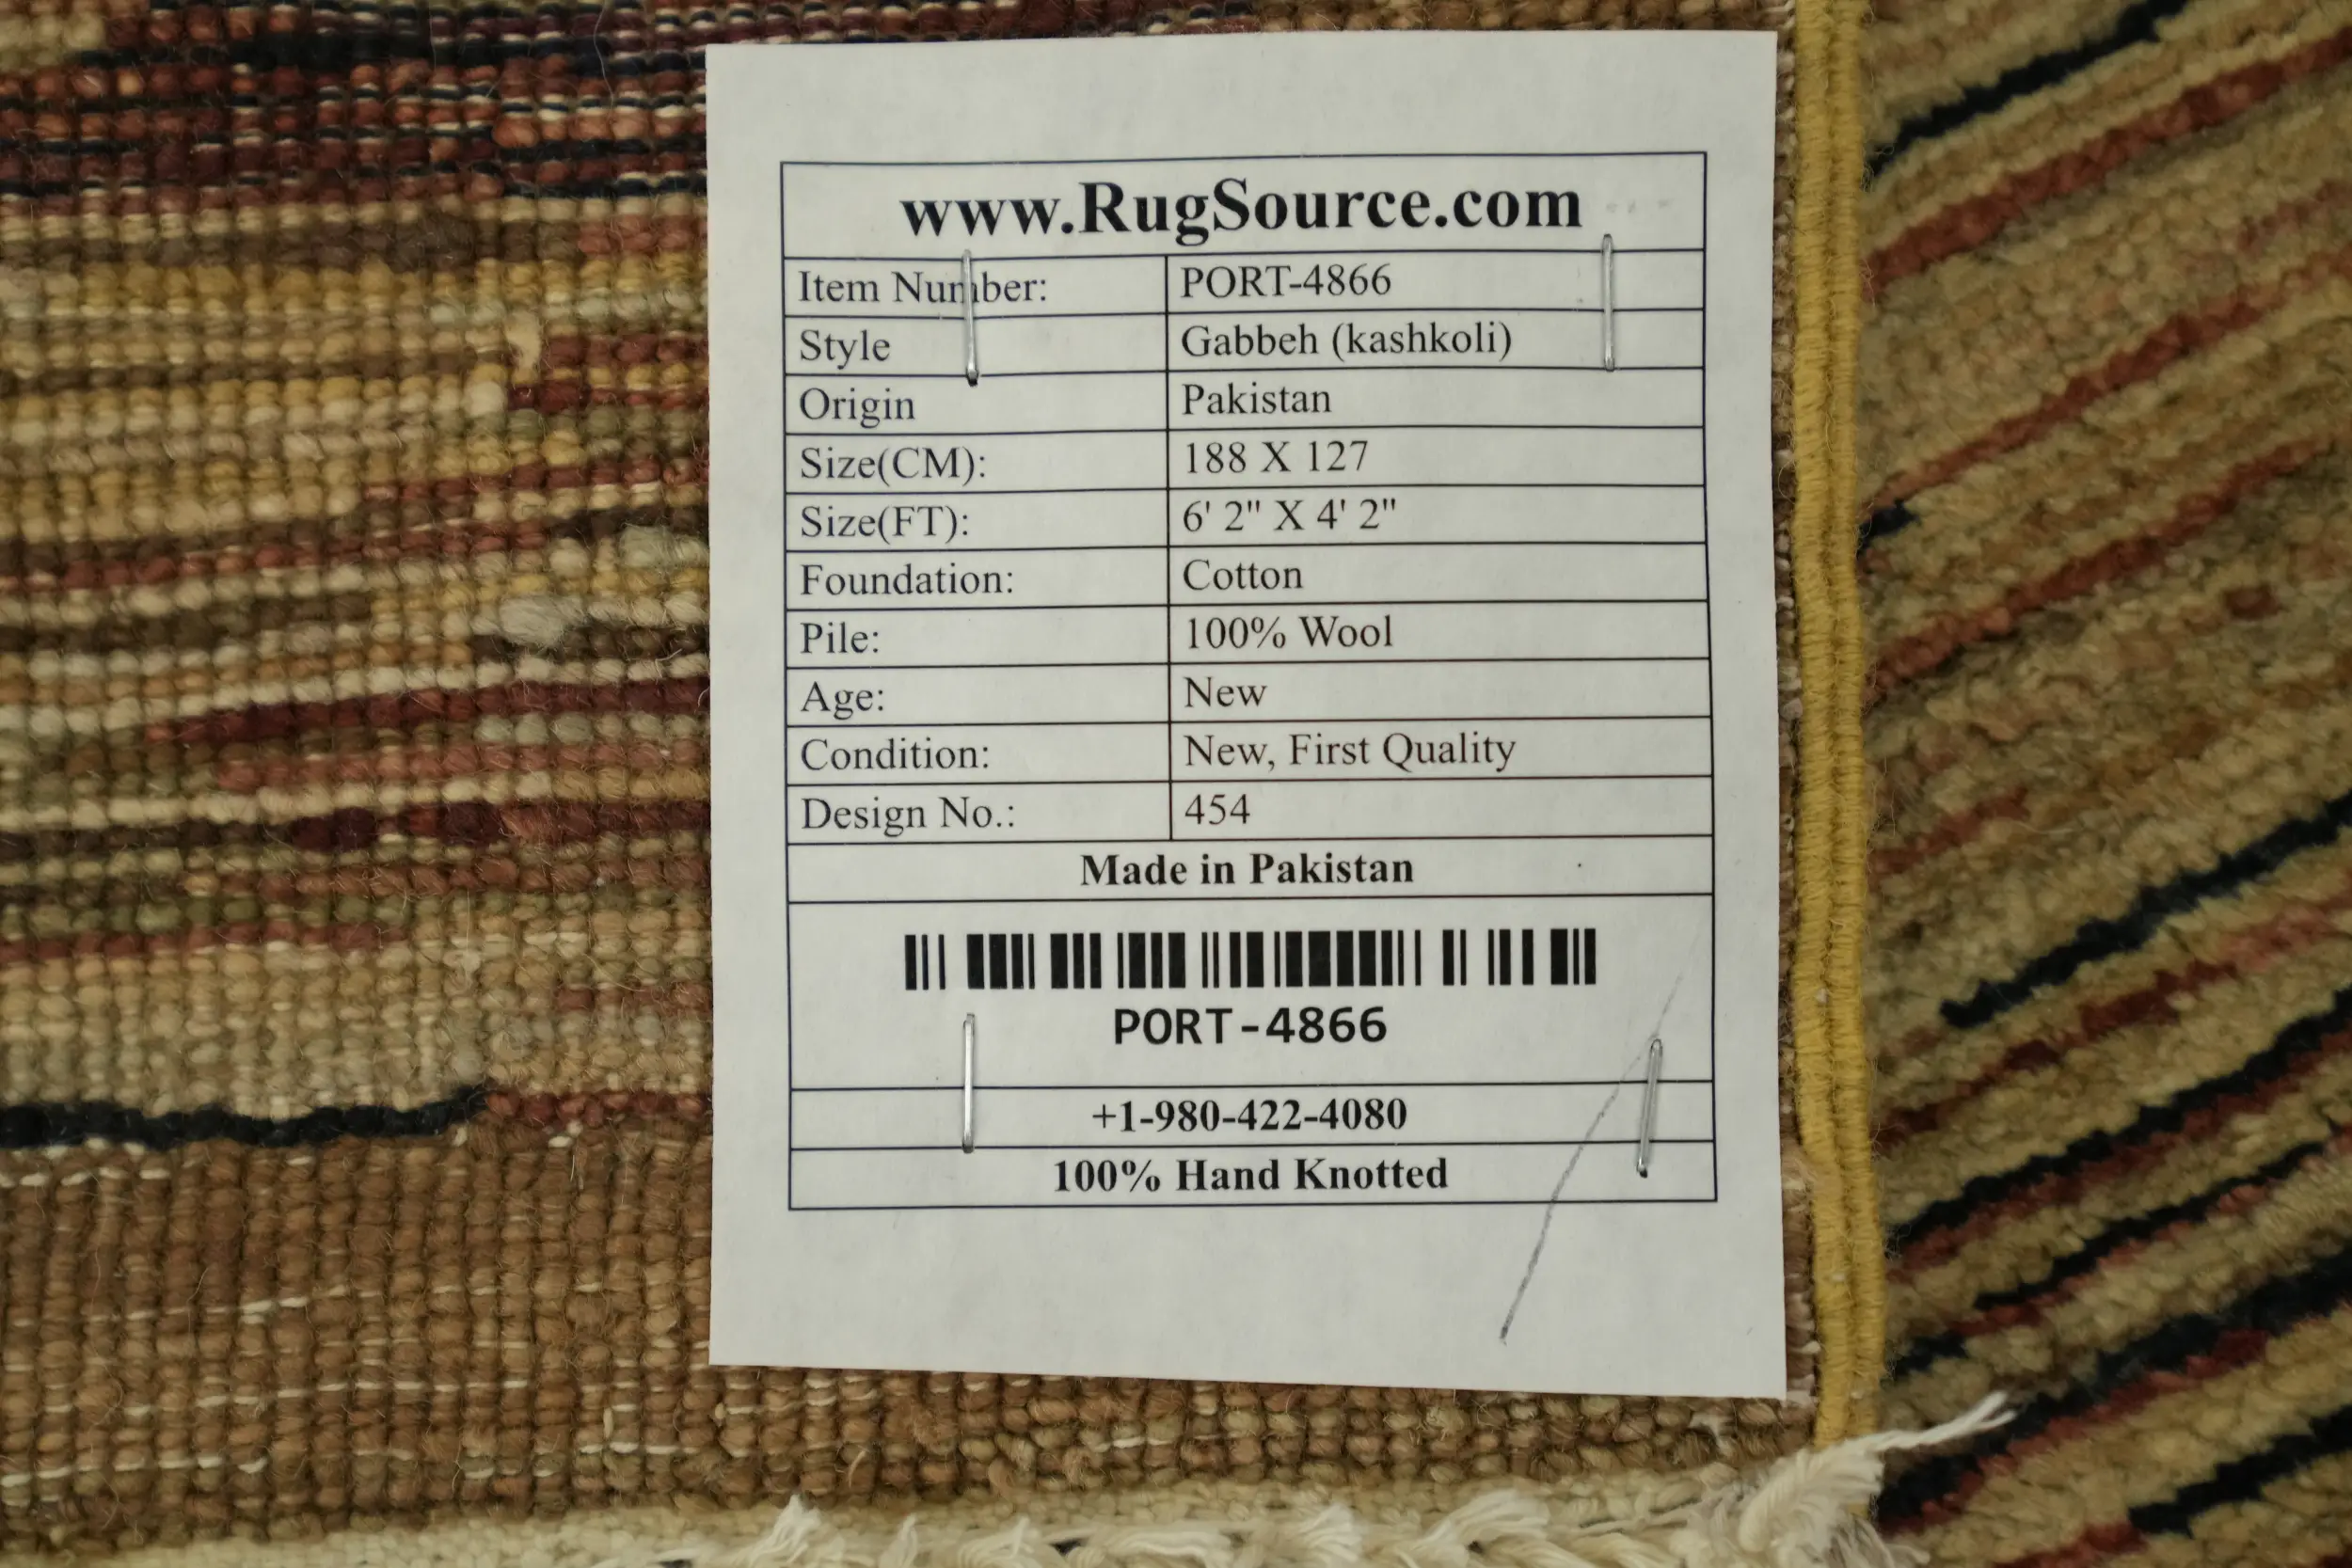 www.RugSource.com
Item Number: PORT-4866
Style Gabbeh (kashkoli)
Origin Pakistan
Size(CM): 188 X 127
Size(FT): 6' 2" X 4' 2"
Foundation: Cotton
Pile: 100% Wool
Age: New
Condition: New, First Quality
Design No.: 454
Made in Pakistan
PORT-4866
+1-980-422-4080
100% Hand Knotted